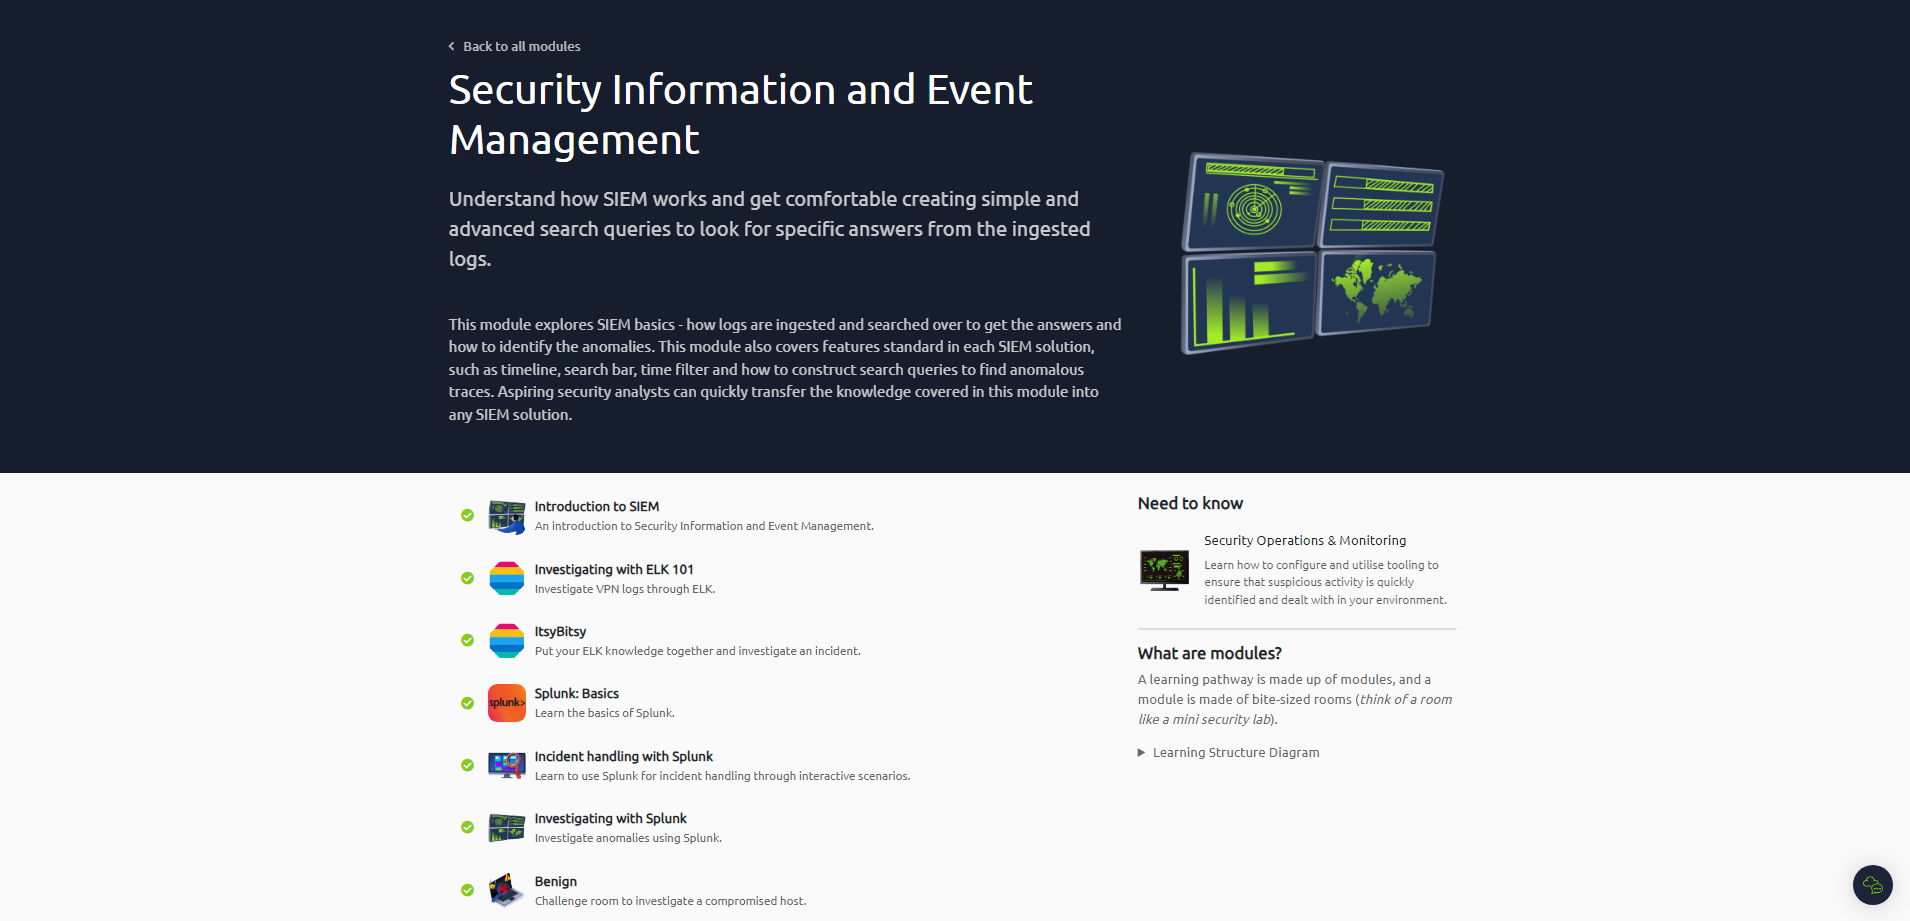 Back to all modules
Security Information and Event
Management
Understand how SIEM works and get comfortable creating simple and
advanced search queries to look for specific answers from the ingested
logs.
This module explores SIEM basics - how logs are ingested and searched over to get the answers and
how to identify the anomalies. This module also covers features standard in each SIEM solution,
such as timeline, search bar, time filter and how to construct search queries to find anomalous
traces. Aspiring security analysts can quickly transfer the knowledge covered in this module into
any SIEM solution.
Introduction to SIEM
An introduction to Security Information and Event Management.
Investigating with ELK 101
Investigate VPN logs through ELK.
ItsyBitsy
Put your ELK knowledge together and investigate an incident.
splunk>
Splunk: Basics
Learn the basics of Splunk.
Incident handling with Splunk
Learn to use Splunk for incident handling through interactive scenarios.
Investigating with Splunk
Investigate anomalies using Splunk.
Benign
Challenge room to investigate a compromised host.
Need to know
Security Operations & Monitoring
Learn how to configure and utilise tooling to
ensure that suspicious activity is quickly
identified and dealt with in your environment.
What are modules?
A learning pathway is made up of modules, and a
module is made of bite-sized rooms (think of a room
like a mini security lab).
Learning Structure Diagram